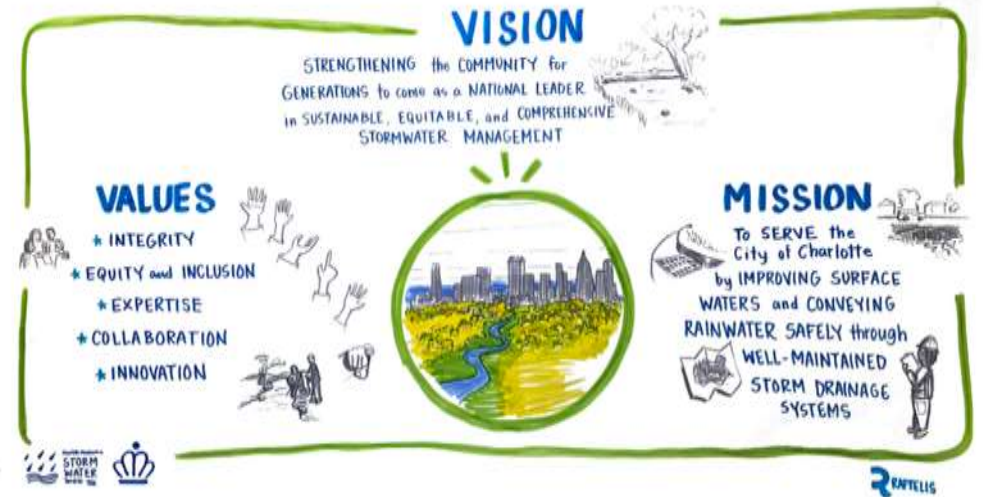 VISION
STRENGTHENING the COMMUNITY for
GENERATIONS to come as a NATIONAL LEADER
in SUSTAINABLE, EQUITABLE, and COMPREHENSIVE
STORMWATER MANAGEMENT
VALUES
★ INTEGRITY
★ EQUITY and INCLUSION
★ EXPERTISE
★ COLLABORATION
★ INNOVATION
MISSION
To SERVE the
City of Charlotte
by IMPROVING SURFACE
WATERS and CONVEYING
RAINWATER SAFELY through
WELL-MAINTAINED
STORM DRAINAGE
SYSTEMS
STORM
WATER
RAFTELIS